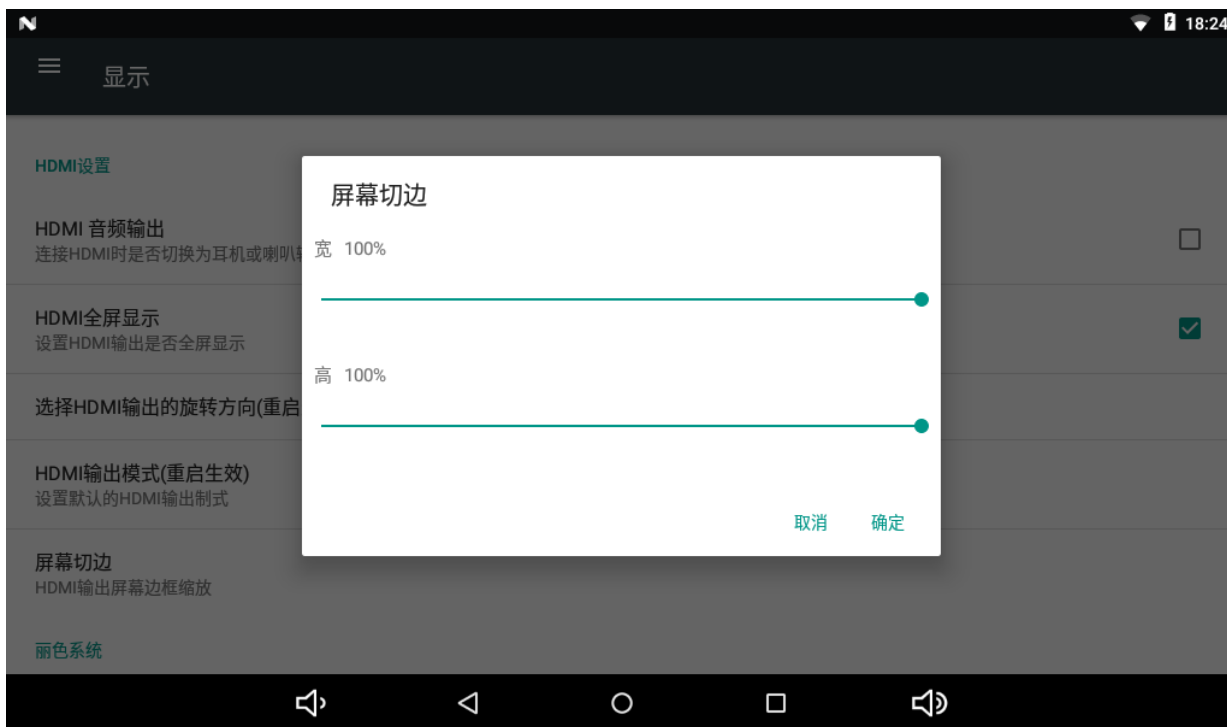 18:24
显示
HDMI设置
HDMI 音频输出
连接HDMI时是否切换为耳机或喇叭
HDMI全屏显示
设置HDMI输出是否全屏显示
选择HDMI输出的旋转方向(重启
HDMI输出模式(重启生效)
设置默认的HDMI输出制式
屏幕切边
HDMI输出屏幕边框缩放
丽色系统
屏幕切边
宽 100%
高 100%
取消 确定